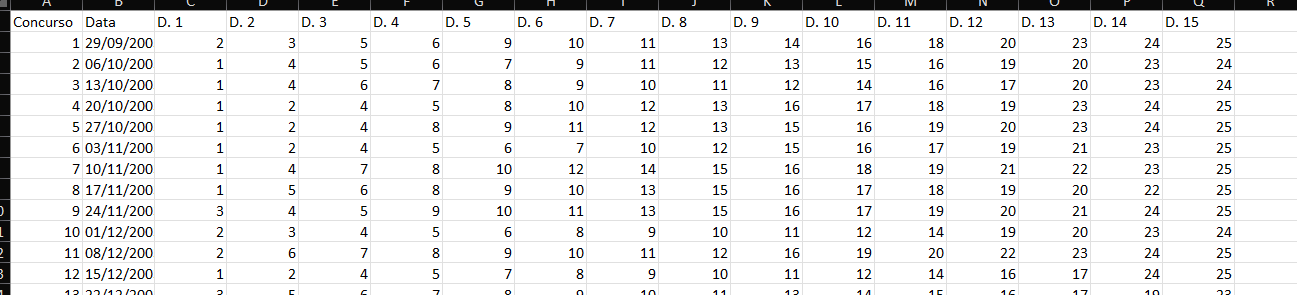 A B C D E F G H I J K L M N O P Q R
Concurso Data D. 1 D. 2 D. 3 D. 4 D. 5 D. 6 D. 7 D. 8 D. 9 D. 10 D. 11 D. 12 D. 13 D. 14 D. 15
1 29/09/200 2 3 5 6 9 10 11 13 14 16 18 20 23 24 25
2 06/10/200 1 4 5 6 7 9 11 12 13 15 16 19 20 23 24
3 13/10/200 1 4 6 7 8 9 10 11 12 14 16 17 20 23 24
4 20/10/200 1 2 4 5 8 10 12 13 16 17 18 19 23 24 25
5 27/10/200 1 2 4 8 9 11 12 13 15 16 19 20 23 24 25
6 03/11/200 1 2 4 5 6 7 10 12 15 16 17 19 21 23 25
7 10/11/200 1 4 7 8 10 12 14 15 16 18 19 21 22 23 25
8 17/11/200 1 5 6 8 9 10 13 15 16 17 18 19 20 22 25
9 24/11/200 3 4 5 9 10 11 13 15 16 17 19 20 21 24 25
10 01/12/200 2 3 4 5 6 8 9 10 11 12 14 19 20 23 24
11 08/12/200 2 6 7 8 9 10 11 12 16 19 20 22 23 24 25
12 15/12/200 1 2 4 5 7 8 9 10 11 12 14 16 17 24 25
13 22/12/200 3 5 6 7 8 9 10 11 13 14 15 16 17 19 23